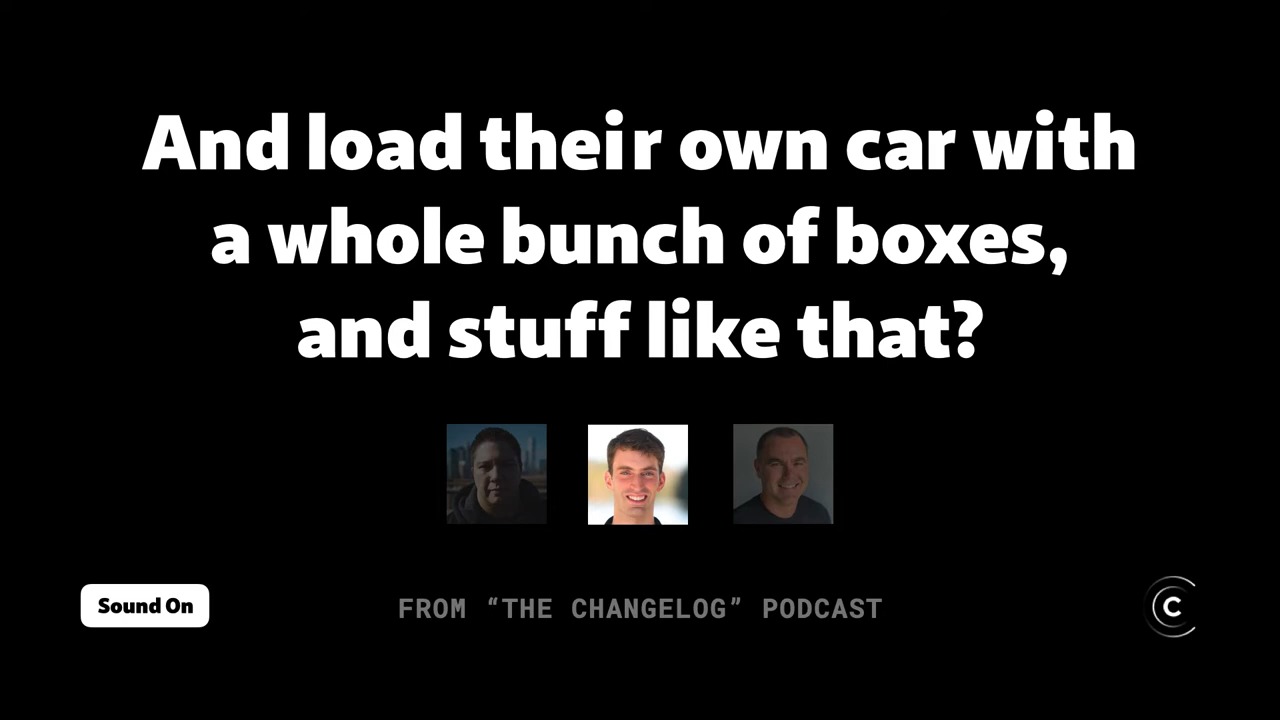 And load their own car with
a whole bunch of boxes,
and stuff like that?
Sound On
FROM “THE CHANGELOG” PODCAST
C